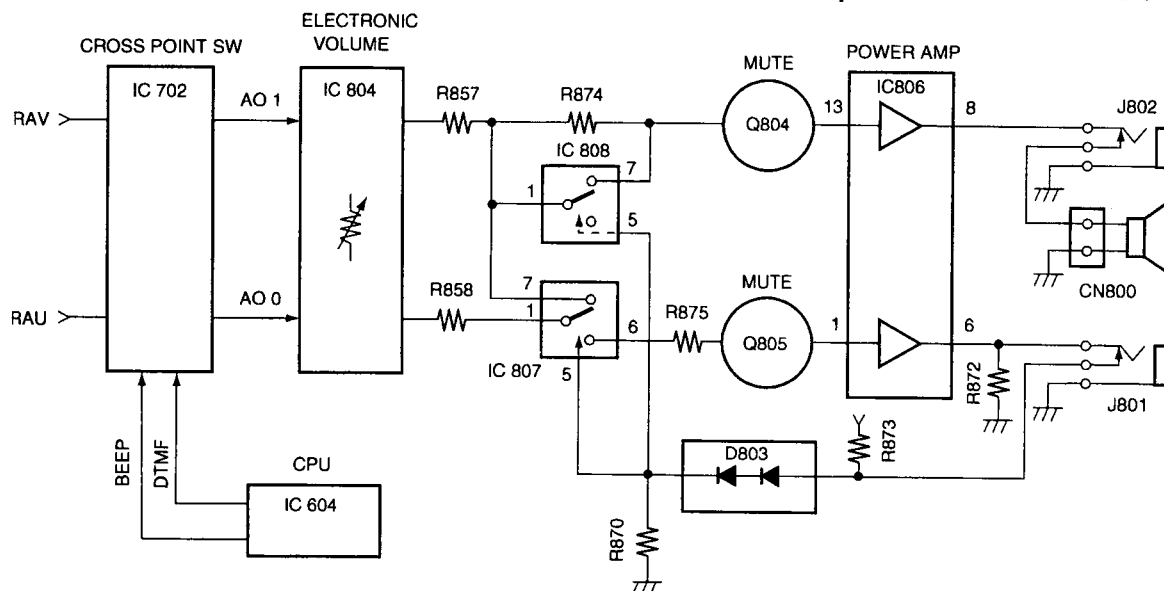 ELECTRONIC
VOLUME
CROSS POINT SW
POWER AMP
IC 702
IC 804
R857
R874
MUTE
IC806
J802
RAV
AO 1
13
Q804
8
IC 808
7
1
5
CN800
RAU
AO 0
R858
7
1
6
R875
MUTE
Q805
1
6
IC 807
5
R872
J801
BEEP
DTMF
CPU
IC 604
D803
R873
R870